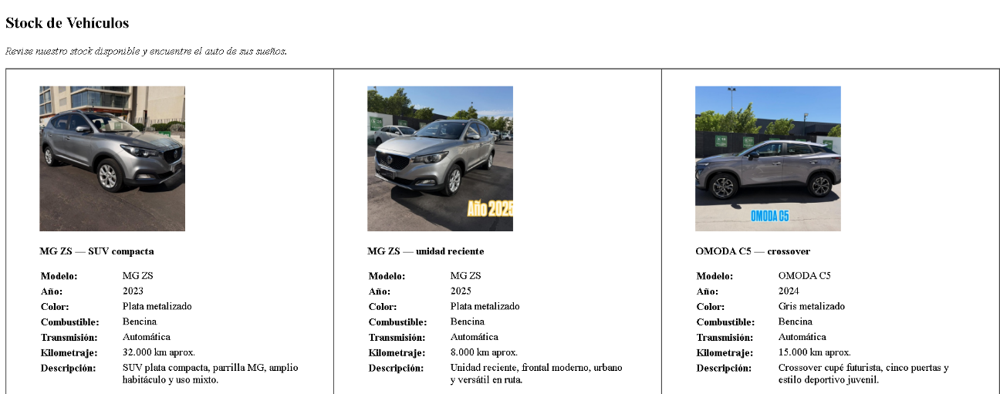 Stock de Vehículos
Revise nuestro stock disponible y encuentre el auto de sus sueños.
Año 2025
OMODA C5
MG ZS — SUV compacta
Modelo: MG ZS
Año: 2023
Color: Plata metalizado
Combustible: Bencina
Transmisión: Automática
Kilometraje: 32.000 km aprox.
Descripción: SUV plata compacta, parrilla MG, amplio
habitáculo y uso mixto.
MG ZS — unidad reciente
Modelo: MG ZS
Año: 2025
Color: Plata metalizado
Combustible: Bencina
Transmisión: Automática
Kilometraje: 8.000 km aprox.
Descripción: Unidad reciente, frontal moderno, urbano
y versátil en ruta.
OMODA C5 — crossover
Modelo: OMODA C5
Año: 2024
Color: Gris metalizado
Combustible: Bencina
Transmisión: Automática
Kilometraje: 15.000 km aprox.
Descripción: Crossover cupé futurista, cinco puertas y
estilo deportivo juvenil.